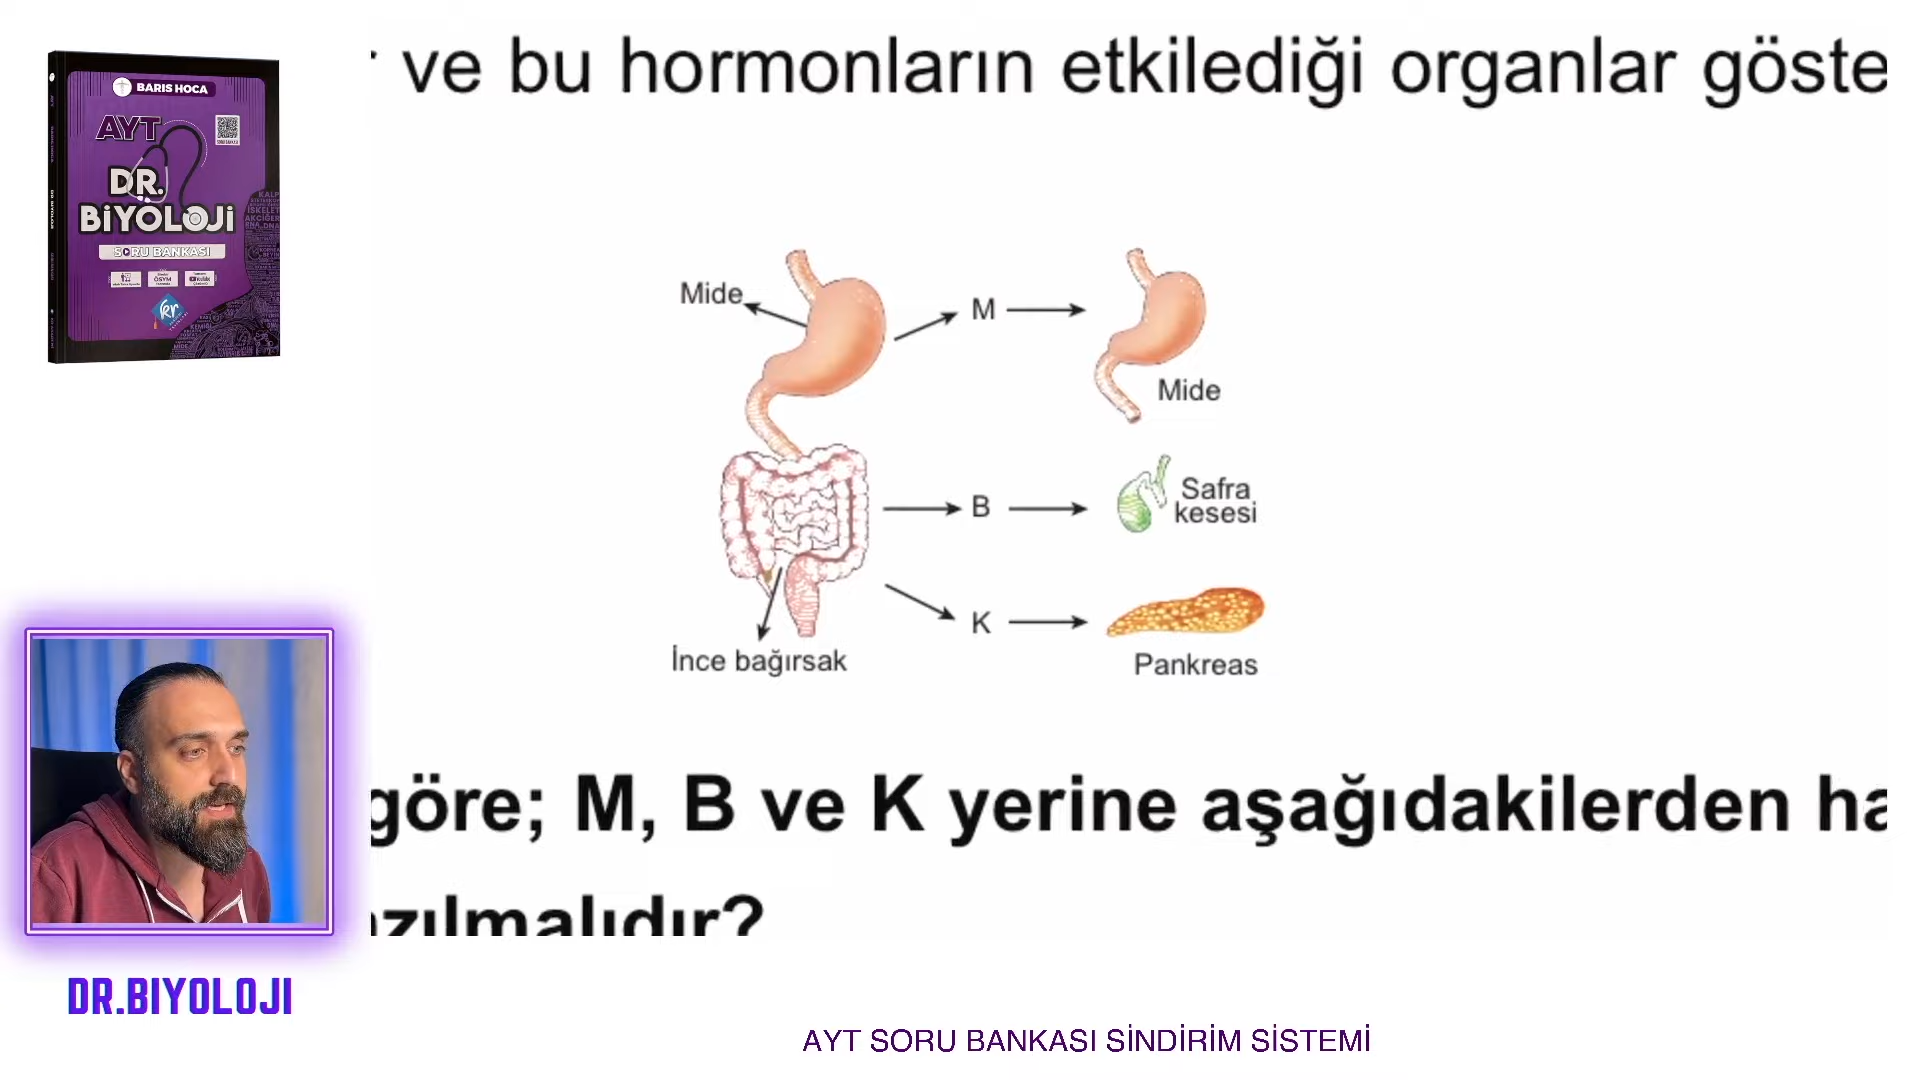 BARIS HOCA
AYT
DR.
BİYOLOJİ
SORU BANKASI
ve bu hormonların etkilediği organlar göste
Mide
M
Mide
B
Safra
kesesi
K
İnce bağırsak
Pankreas
göre; M, B ve K yerine aşağıdakilerden ha
zılmalıdır?
DR.BIYOLOJI
AYT SORU BANKASI SİNDİRİM SİSTEMİ